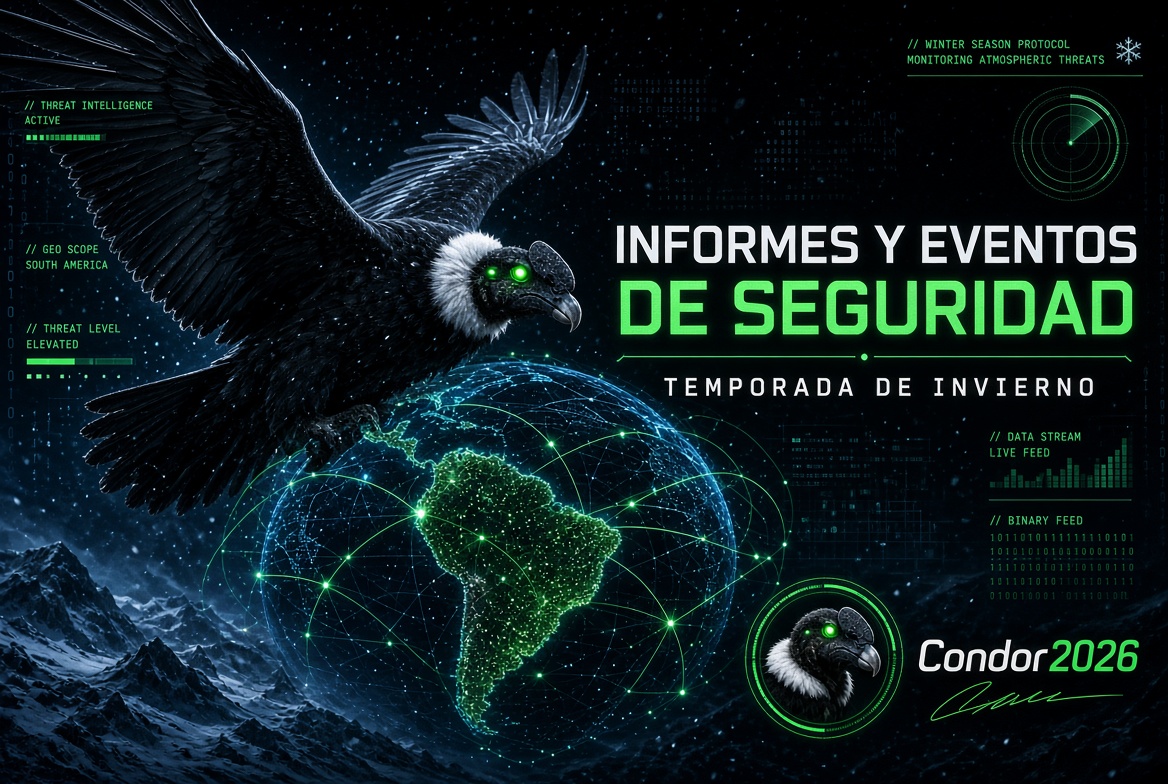 // WINTER SEASON PROTOCOL
MONITORING ATMOSPHERIC THREATS
// THREAT INTELLIGENCE
ACTIVE
// GEO SCOPE
SOUTH AMERICA
// THREAT LEVEL
ELEVATED
INFORMES Y EVENTOS
DE SEGURIDAD
TEMPORADA DE INVIERNO
// DATA STREAM
LIVE FEED
// BINARY FEED
Condor2026